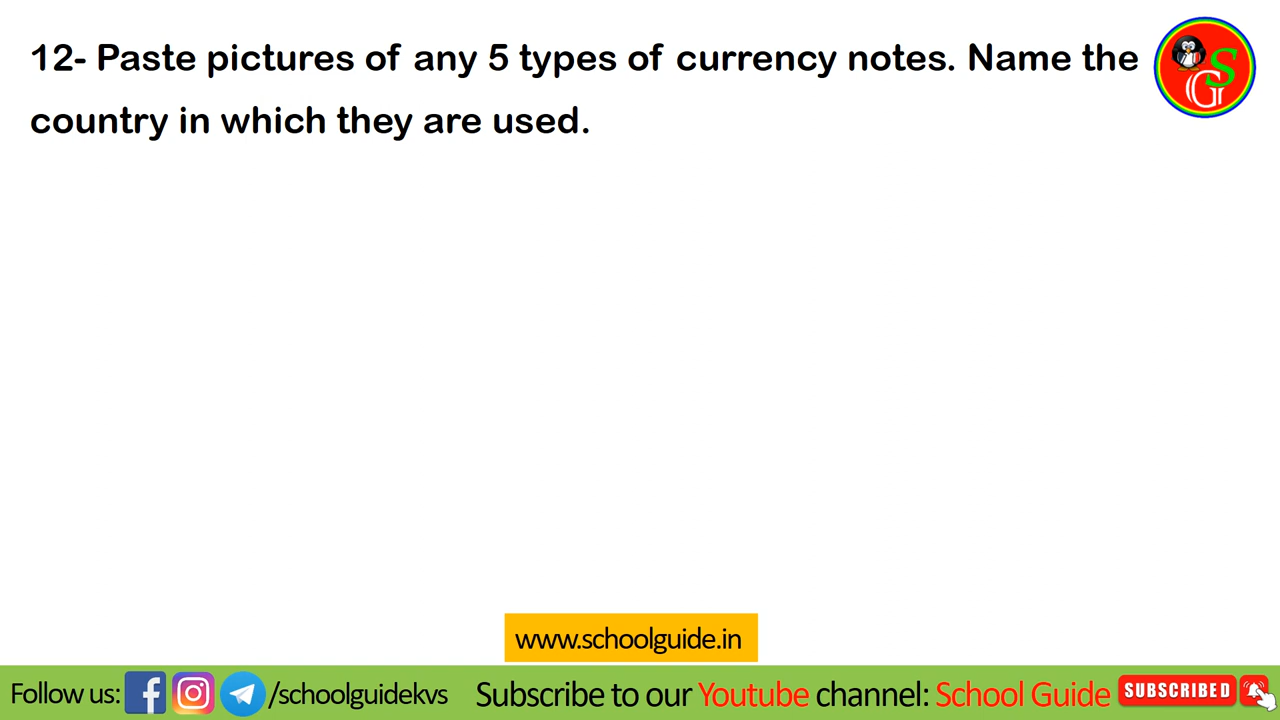 12- Paste pictures of any 5 types of currency notes. Name the
country in which they are used.
SG
www.schoolguide.in
Follow us: /schoolguidekvs Subscribe to our Youtube channel: School Guide SUBSCRIBED